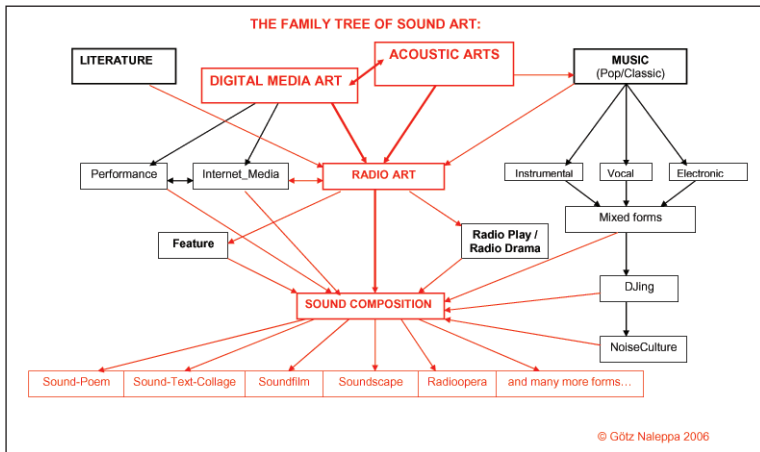 THE FAMILY TREE OF SOUND ART:
LITERATURE
DIGITAL MEDIA ART
ACOUSTIC ARTS
MUSIC
(Pop/Classic)
Performance
Internet_Media
RADIO ART
Instrumental
Vocal
Electronic
Mixed forms
Feature
Radio Play /
Radio Drama
SOUND COMPOSITION
DJing
NoiseCulture
Sound-Poem
Sound-Text-Collage
Soundfilm
Soundscape
Radioopera
and many more forms…
© Götz Naleppa 2006